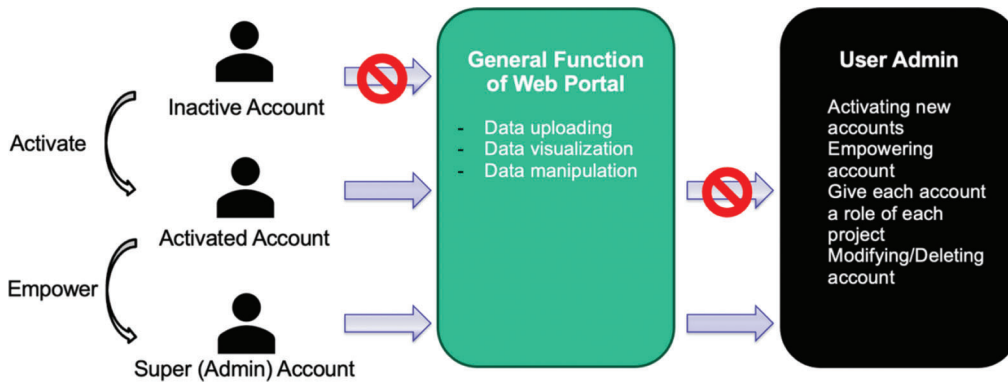 Inactive Account
Activate
Activated Account
Empower
Super (Admin) Account
General Function
of Web Portal
- Data uploading
- Data visualization
- Data manipulation
User Admin
Activating new
accounts
Empowering
account
Give each account
a role of each
project
Modifying/Deleting
account